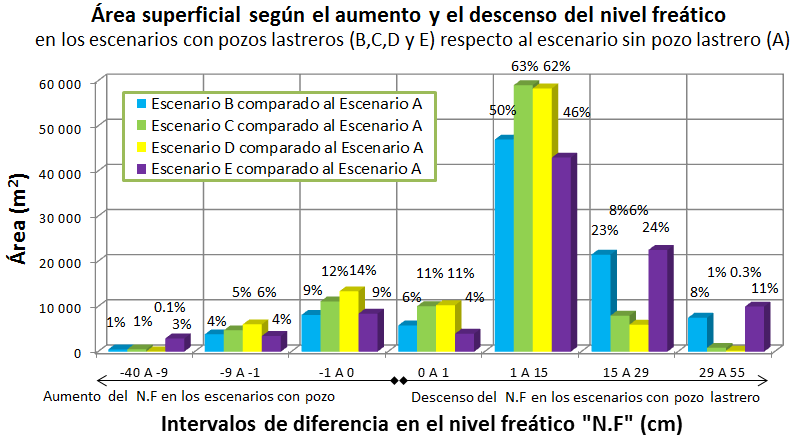 Área superficial según el aumento y el descenso del nivel freático
en los escenarios con pozos lastreros (B,C,D y E) respecto al escenario sin pozo lastrero (A)
Área (m²)
60 000
50 000
40 000
30 000
20 000
10 000
0
Escenario B comparado al Escenario A
Escenario C comparado al Escenario A
Escenario D comparado al Escenario A
Escenario E comparado al Escenario A
1% 1% 0.1% 3%
4% 5% 6% 4%
9% 12% 14% 9%
6% 11% 11% 4%
50% 63% 62% 46%
23% 8% 6% 24%
8% 1% 0.3% 11%
-40 A -9 -9 A -1 -1 A 0 0 A 1 1 A 15 15 A 29 29 A 55
Aumento del N.F en los escenarios con pozo Descenso del N.F en los escenarios con pozo lastrero
Intervalos de diferencia en el nivel freático "N.F" (cm)